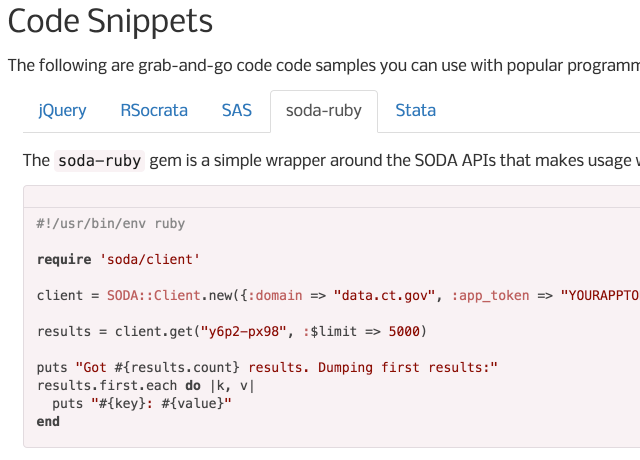 Code Snippets
The following are grab-and-go code code samples you can use with popular programm
jQuery RSocrata SAS soda-ruby Stata
The soda-ruby gem is a simple wrapper around the SODA APIs that makes usage
#!/usr/bin/env ruby
require 'soda/client'
client = SODA::Client.new({:domain => "data.ct.gov", :app_token => "YOURAPPTO
results = client.get("y6p2-px98", :$limit => 5000)
puts "Got #{results.count} results. Dumping first results:"
results.first.each do |k, v|
  puts "#{key}: #{value}"
end